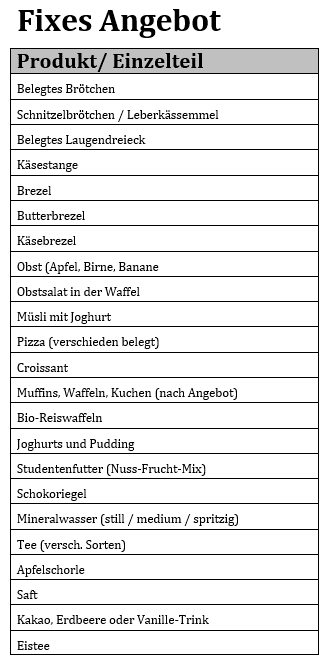 Fixes Angebot
Produkt/ Einzelteil
Belegtes Brötchen
Schnitzelbrötchen / Leberkässemmel
Belegtes Laugendreieck
Käsestange
Brezel
Butterbrezel
Käsebrezel
Obst (Apfel, Birne, Banane
Obstsalat in der Waffel
Müsli mit Joghurt
Pizza (verschieden belegt)
Croissant
Muffins, Waffeln, Kuchen (nach Angebot)
Bio-Reiswaffeln
Joghurts und Pudding
Studentenfutter (Nuss-Frucht-Mix)
Schokoriegel
Mineralwasser (still / medium / spritzig)
Tee (versch. Sorten)
Apfelschorle
Saft
Kakao, Erdbeere oder Vanille-Trink
Eistee